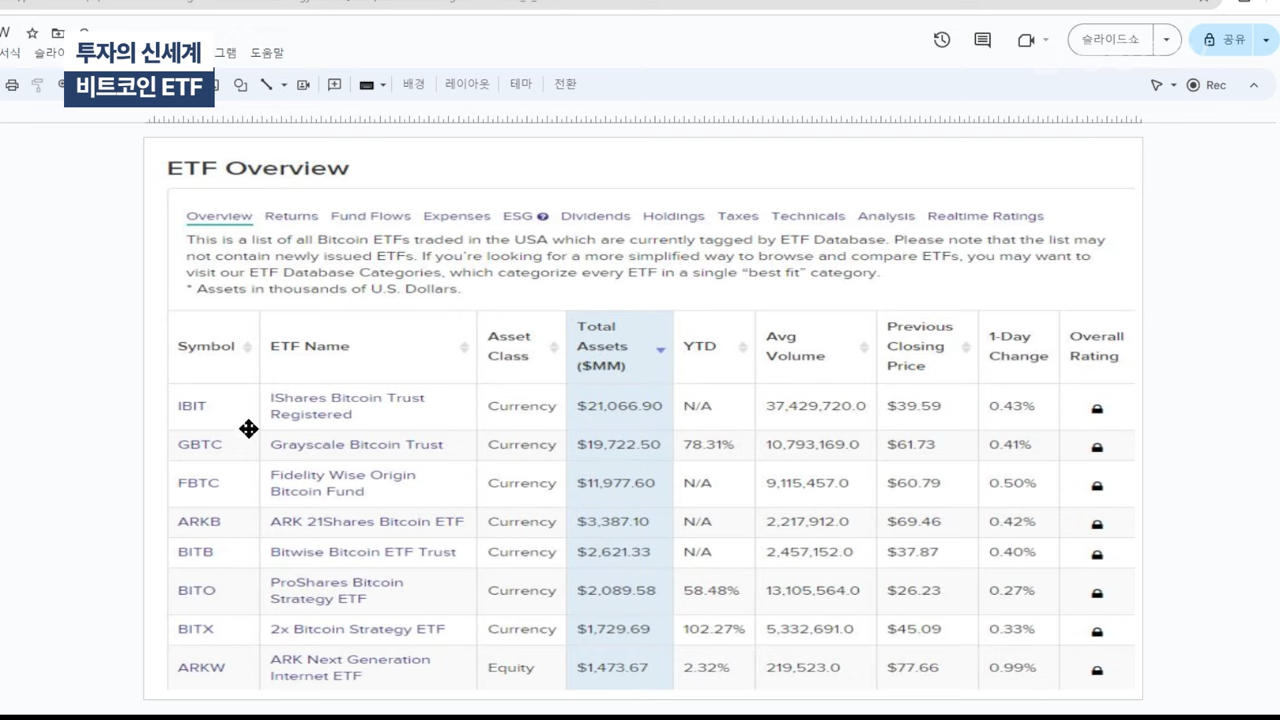 투자의 신세계
비트코인 ETF
서식 슬라 그램 도움말
슬라이드쇼 공유
배경 레이아웃 테마 전환 Rec
ETF Overview
Overview Returns Fund Flows Expenses ESG Dividends Holdings Taxes Technicals Analysis Realtime Ratings
This is a list of all Bitcoin ETFs traded in the USA which are currently tagged by ETF Database. Please note that the list may
not contain newly issued ETFs. If you're looking for a more simplified way to browse and compare ETFs, you may want to
visit our ETF Database Categories, which categorize every ETF in a single “best fit” category.
* Assets in thousands of U.S. Dollars.
Symbol ETF Name Asset Class Total Assets ($MM) YTD Avg Volume Previous Closing Price 1-Day Change Overall Rating
IBIT IShares Bitcoin Trust Registered Currency $21,066.90 N/A 37,429,720.0 $39.59 0.43%
GBTC Grayscale Bitcoin Trust Currency $19,722.50 78.31% 10,793,169.0 $61.73 0.41%
FBTC Fidelity Wise Origin Bitcoin Fund Currency $11,977.60 N/A 9,115,457.0 $60.79 0.50%
ARKB ARK 21Shares Bitcoin ETF Currency $3,387.10 N/A 2,217,912.0 $69.46 0.42%
BITB Bitwise Bitcoin ETF Trust Currency $2,621.33 N/A 2,457,152.0 $37.87 0.40%
BITO ProShares Bitcoin Strategy ETF Currency $2,089.58 58.48% 13,105,564.0 $26.23 0.27%
BITX 2x Bitcoin Strategy ETF Currency $1,729.69 102.27% 5,332,691.0 $45.09 0.33%
ARKW ARK Next Generation Internet ETF Equity $1,473.67 2.32% 219,523.0 $77.66 0.99%